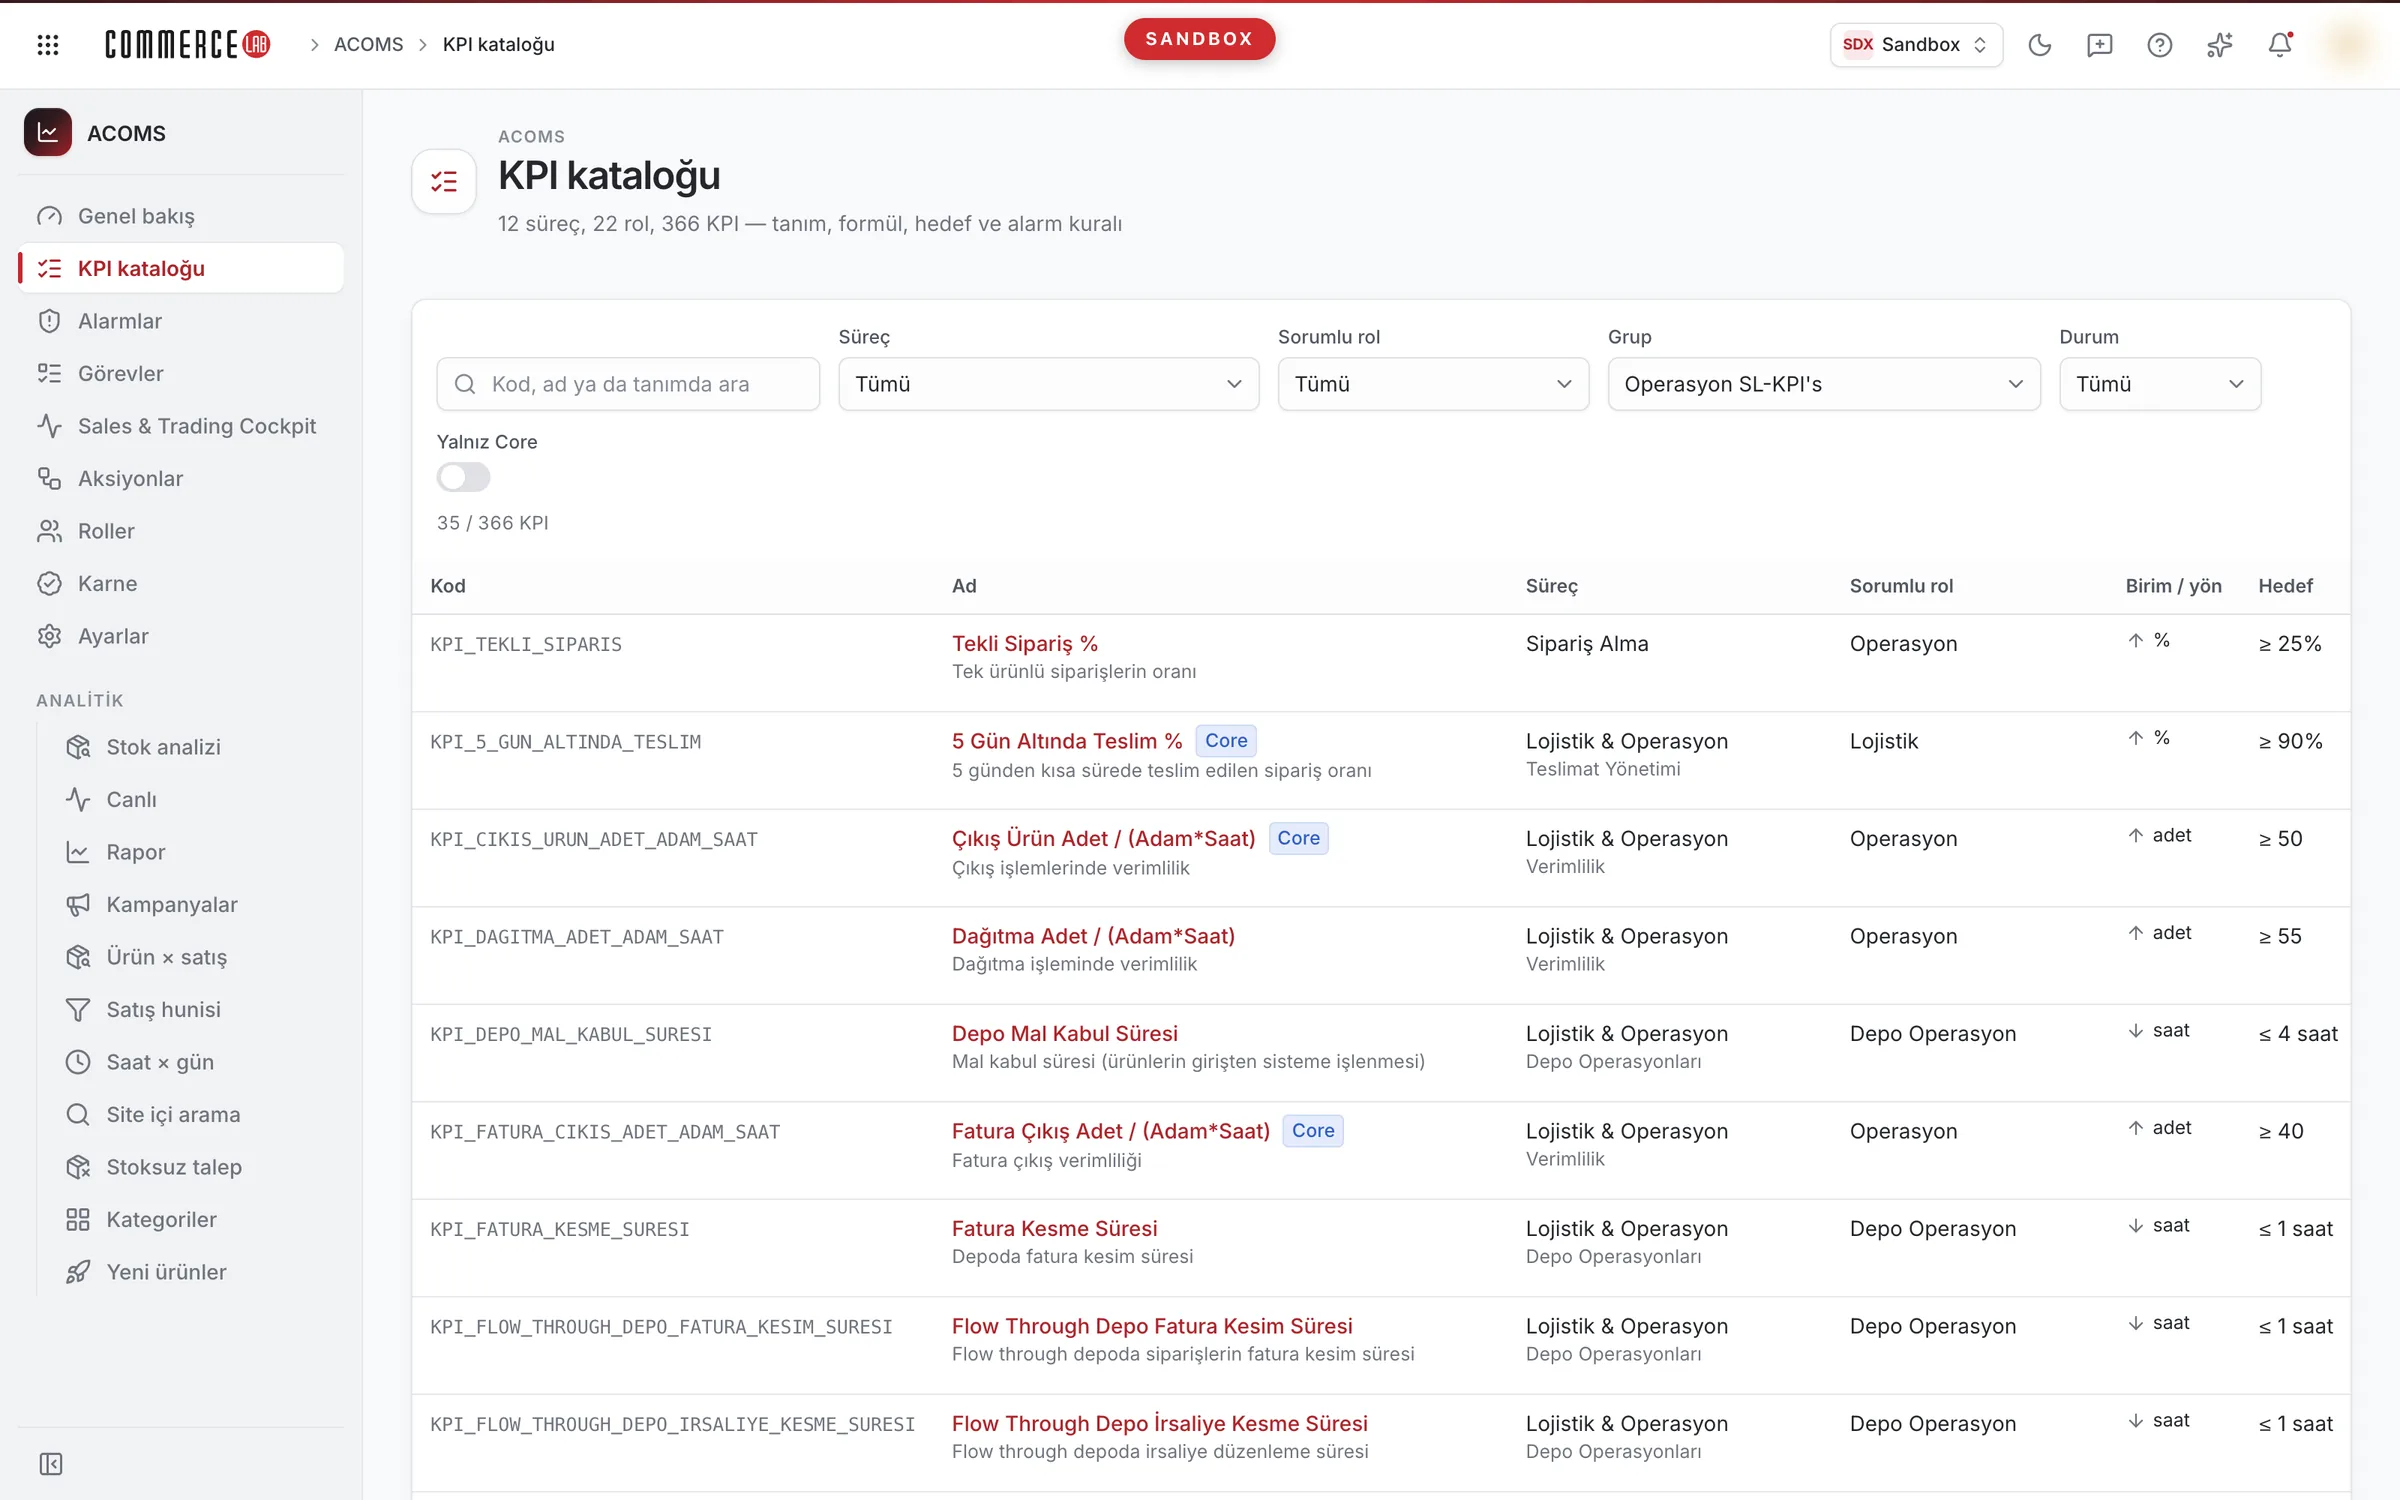 COMMERCE LAB
ACOMS
KPI kataloğu
SANDBOX
SDX Sandbox
ACOMS
Genel bakış
KPI kataloğu
Alarmlar
Görevler
Sales & Trading Cockpit
Aksiyonlar
Roller
Karne
Ayarlar
ANALİTİK
Stok analizi
Canlı
Rapor
Kampanyalar
Ürün × satış
Satış hunisi
Saat × gün
Site içi arama
Stoksuz talep
Kategoriler
Yeni ürünler
ACOMS
KPI kataloğu
12 süreç, 22 rol, 366 KPI — tanım, formül, hedef ve alarm kuralı
Süreç Sorumlu rol Grup Durum
Kod, ad ya da tanımda ara Tümü Tümü Operasyon SL-KPI's Tümü
Yalnız Core
35 / 366 KPI
Kod Ad Süreç Sorumlu rol Birim / yön Hedef
KPI_TEKLI_SIPARIS Tekli Sipariş % Sipariş Alma Operasyon ↑ % ≥ 25%
Tek ürünlü siparişlerin oranı
KPI_5_GUN_ALTINDA_TESLIM 5 Gün Altında Teslim % Core Lojistik & Operasyon Lojistik ↑ % ≥ 90%
5 günden kısa sürede teslim edilen sipariş oranı Teslimat Yönetimi
KPI_CIKIS_URUN_ADET_ADAM_SAAT Çıkış Ürün Adet / (Adam*Saat) Core Lojistik & Operasyon Operasyon ↑ adet ≥ 50
Çıkış işlemlerinde verimlilik Verimlilik
KPI_DAGITMA_ADET_ADAM_SAAT Dağıtma Adet / (Adam*Saat) Lojistik & Operasyon Operasyon ↑ adet ≥ 55
Dağıtma işleminde verimlilik Verimlilik
KPI_DEPO_MAL_KABUL_SURESI Depo Mal Kabul Süresi Lojistik & Operasyon Depo Operasyon ↓ saat ≤ 4 saat
Mal kabul süresi (ürünlerin girişten sisteme işlenmesi) Depo Operasyonları
KPI_FATURA_CIKIS_ADET_ADAM_SAAT Fatura Çıkış Adet / (Adam*Saat) Core Lojistik & Operasyon Operasyon ↑ adet ≥ 40
Fatura çıkış verimliliği Verimlilik
KPI_FATURA_KESME_SURESI Fatura Kesme Süresi Lojistik & Operasyon Depo Operasyon ↓ saat ≤ 1 saat
Depoda fatura kesim süresi Depo Operasyonları
KPI_FLOW_THROUGH_DEPO_FATURA_KESIM_SURESI Flow Through Depo Fatura Kesim Süresi Lojistik & Operasyon Depo Operasyon ↓ saat ≤ 1 saat
Flow through depoda siparişlerin fatura kesim süresi Depo Operasyonları
KPI_FLOW_THROUGH_DEPO_IRSALIYE_KESME_SURESI Flow Through Depo İrsaliye Kesme Süresi Lojistik & Operasyon Depo Operasyon ↓ saat ≤ 1 saat
Flow through depoda irsaliye düzenleme süresi Depo Operasyonları